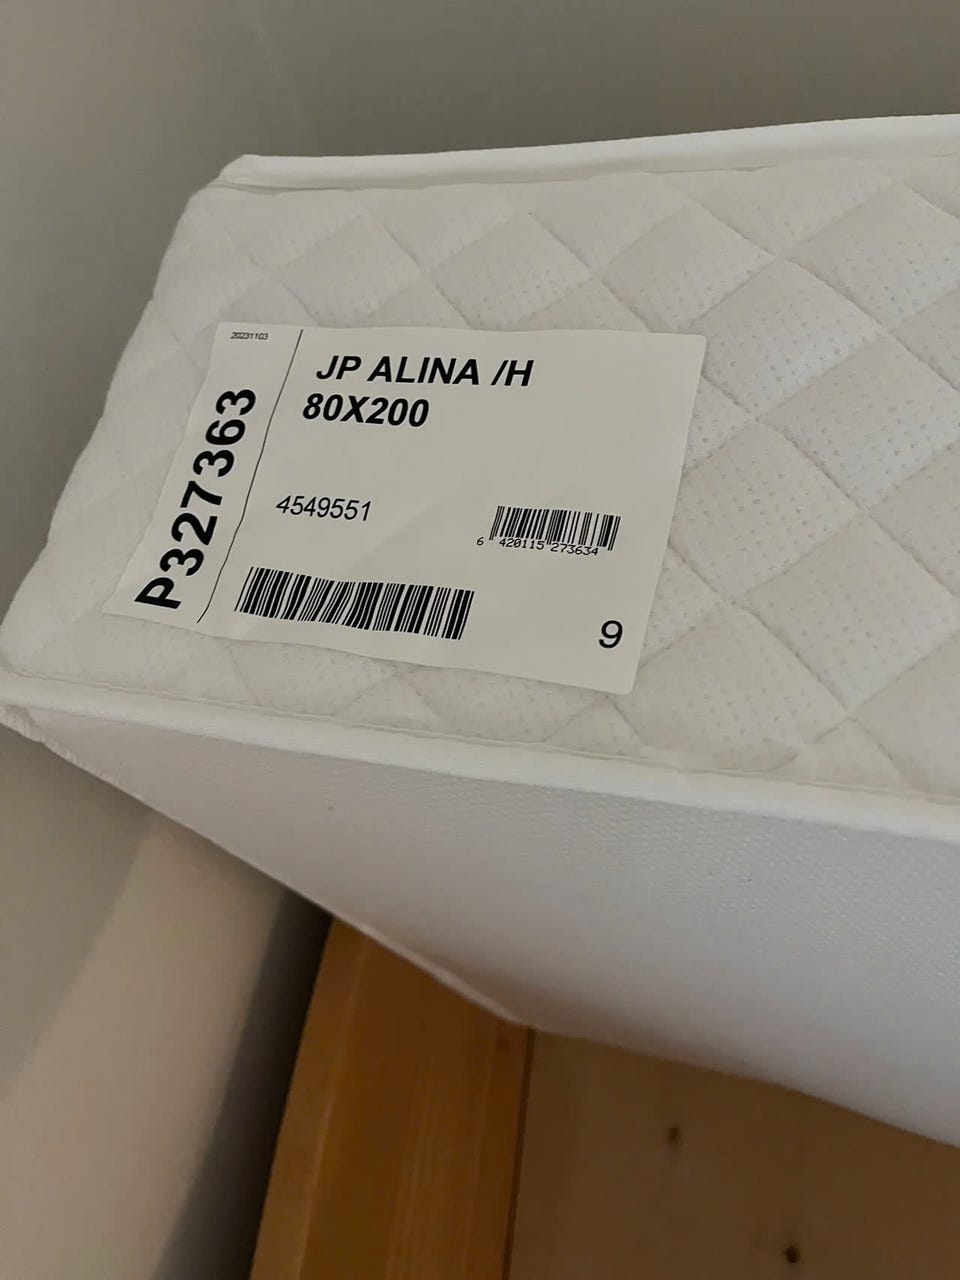 20231103
P327363
JP ALINA /H
80X200
4549551
6 420115 273634
9